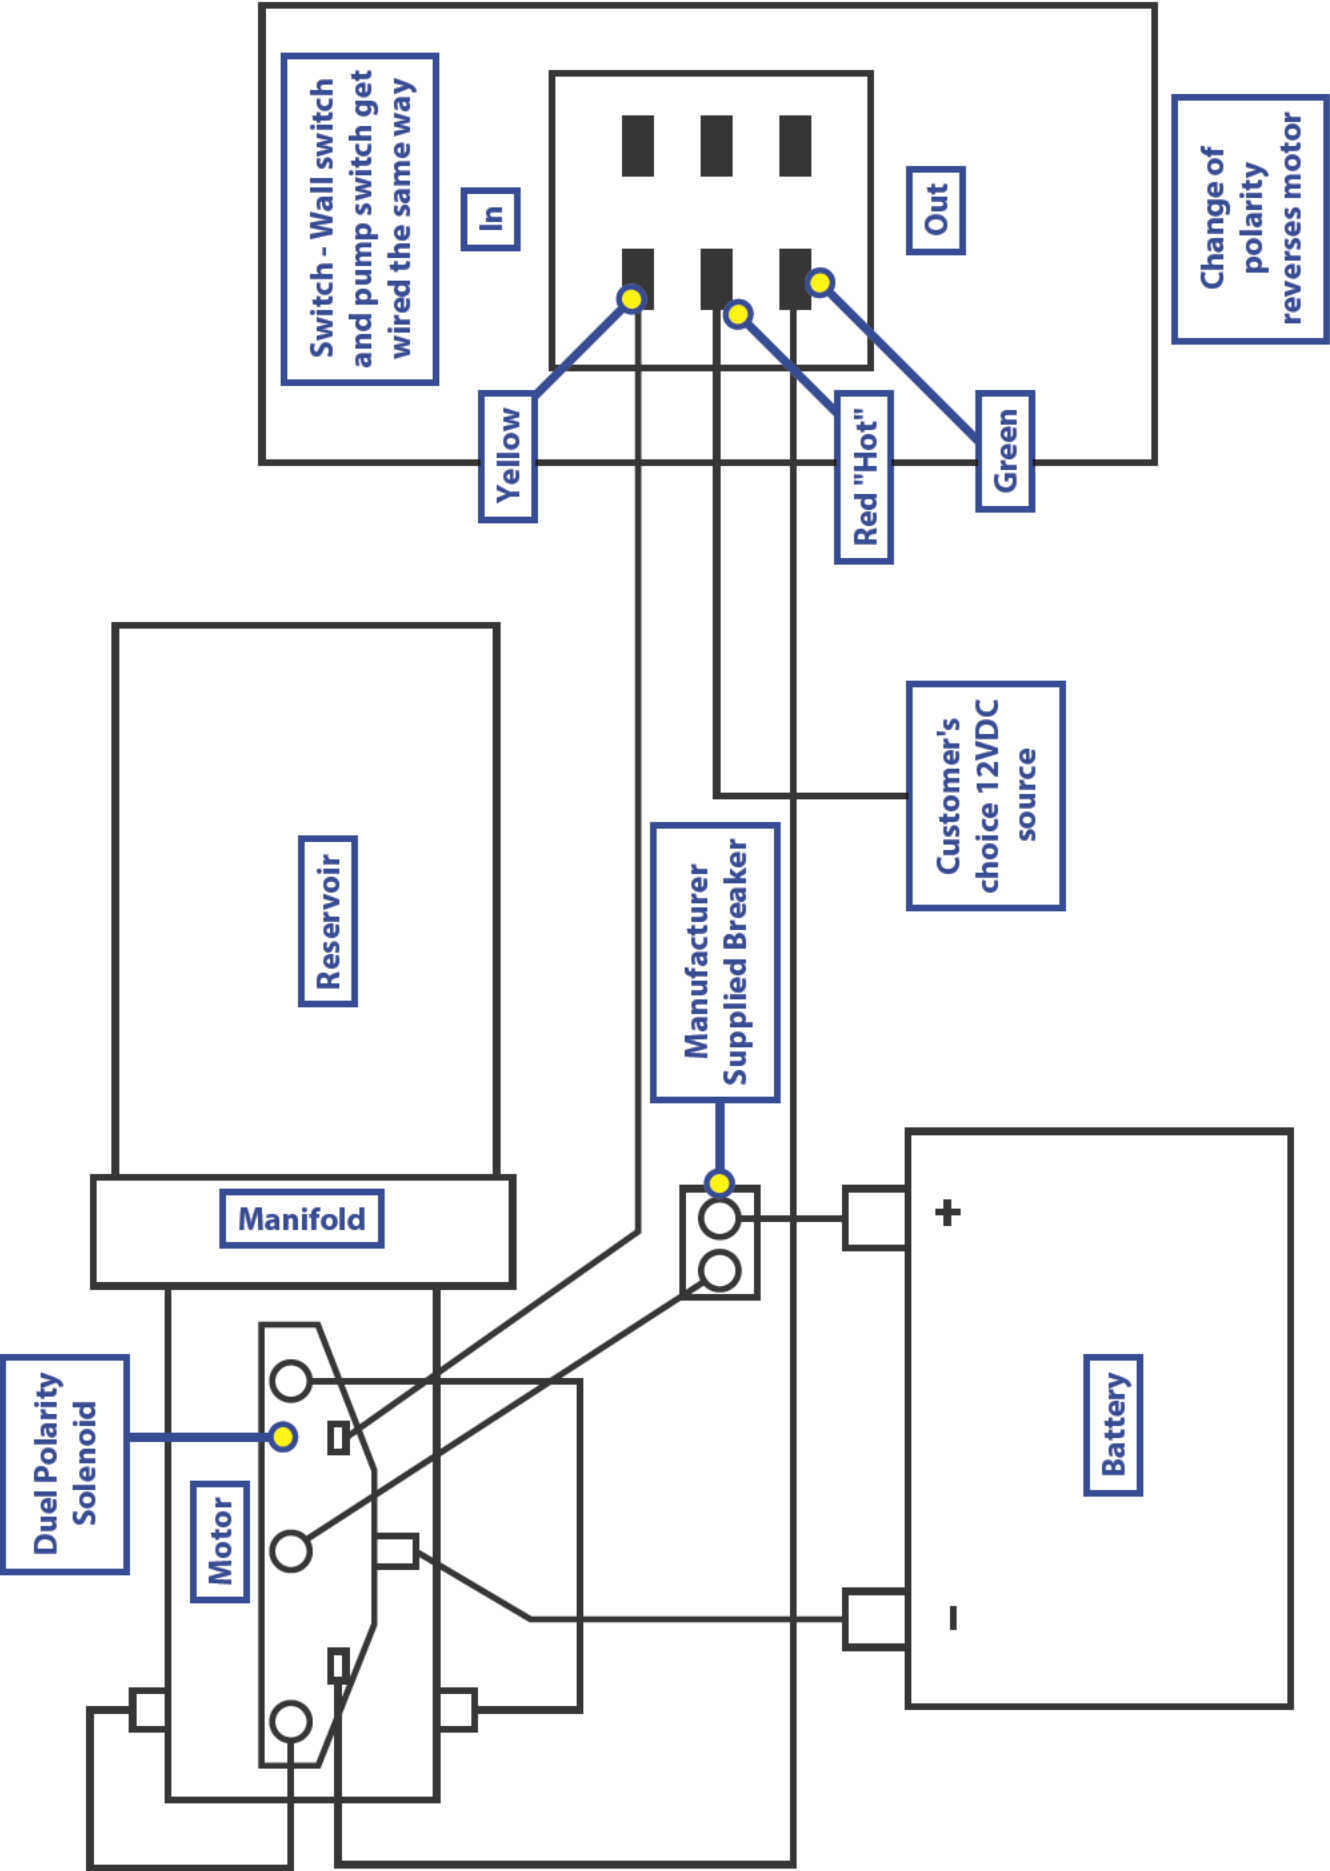 Switch - Wall switch
and pump switch get
wired the same way
In
Out
Change of
polarity
reverses motor
Yellow
Red "Hot"
Green
Reservoir
Customer's
choice 12VDC
source
Manufacturer
Supplied Breaker
Manifold
+
Duel Polarity
Solenoid
Motor
Battery
-